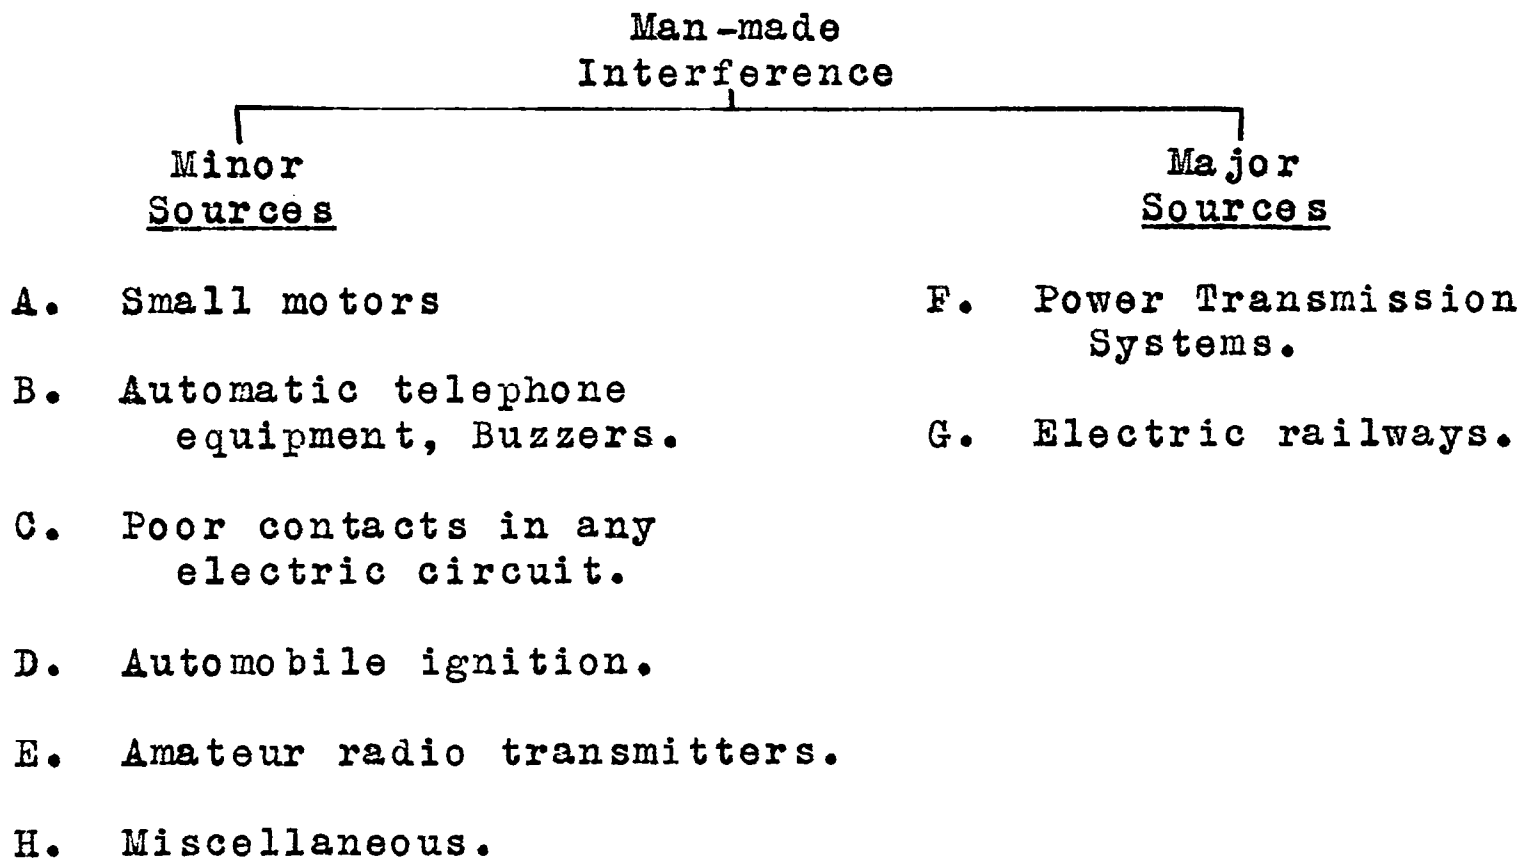 Man-made
Interference
Minor
Sources
A. Small motors
B. Automatic telephone
equipment, Buzzers.
C. Poor contacts in any
electric circuit.
D. Automobile ignition.
E. Amateur radio transmitters.
H. Miscellaneous.
Major
Sources
F. Power Transmission
Systems.
G. Electric railways.